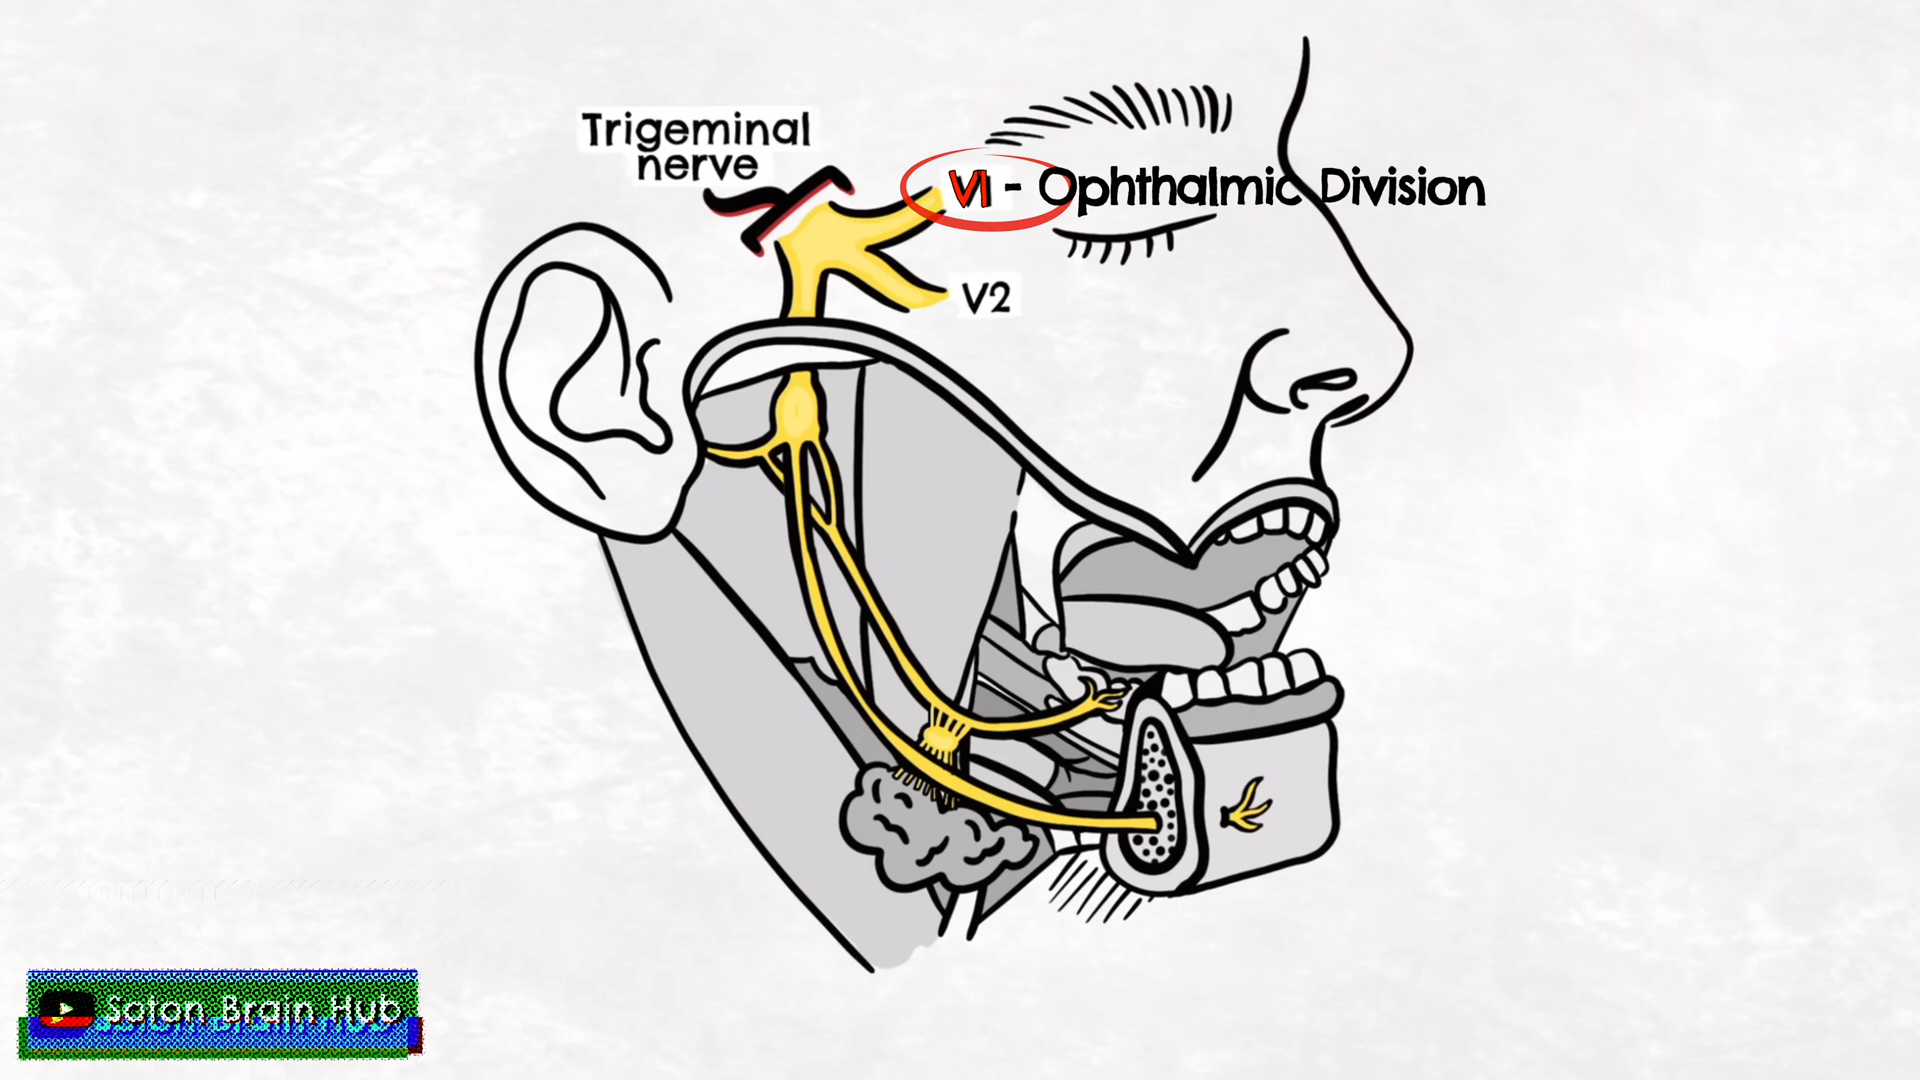 Trigeminal
nerve
V1 - Ophthalmic Division
V2
Satan Brain Hub